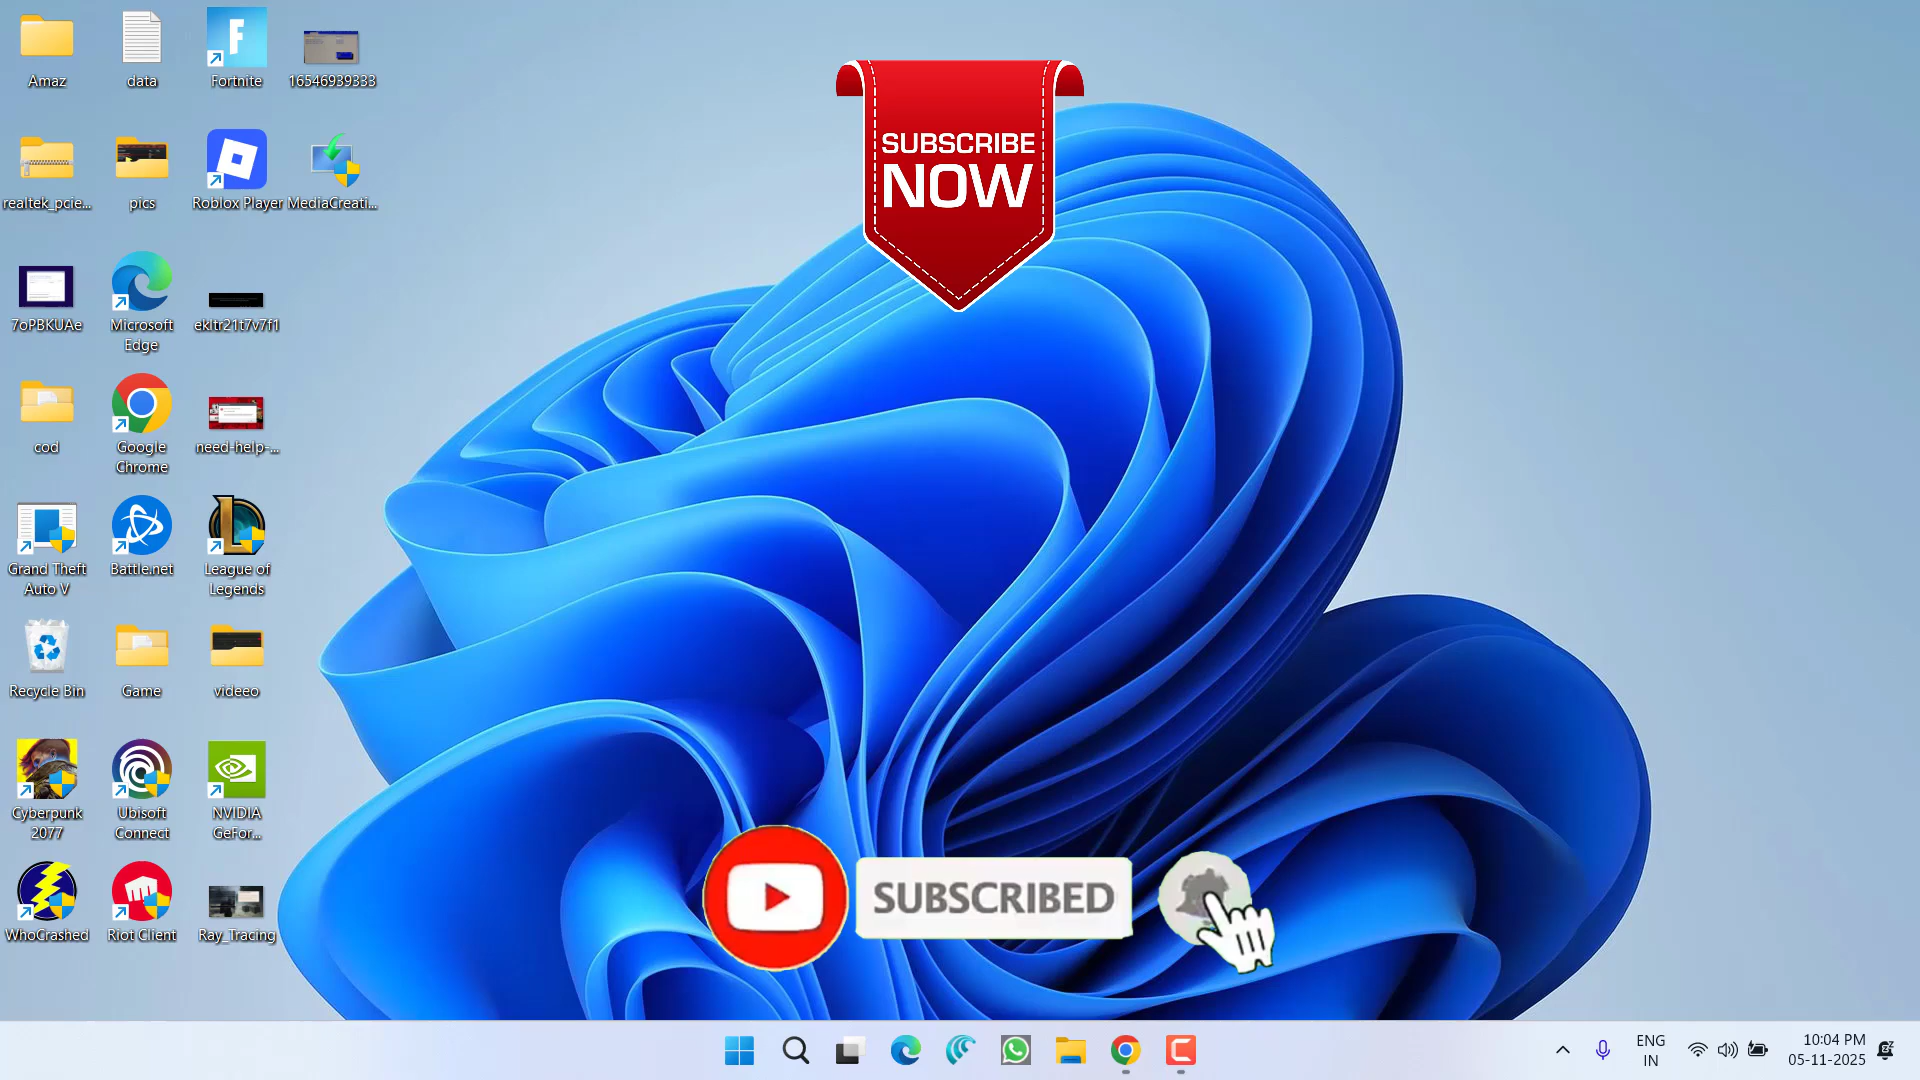 Amaz
data
Fortnite
16546939333
realtek_pcie...
pics
Roblox Player
MediaCreati...
7oPBKUAe
Microsoft
Edge
ekltr21t7v7f1
cod
Google
Chrome
need-help-...
Grand Theft
Auto V
Battle.net
League of
Legends
Recycle Bin
Game
videeo
Cyberpunk
2077
Ubisoft
Connect
NVIDIA
GeFor...
WhoCrashed
Riot Client
Ray_Tracing
SUBSCRIBE
NOW
SUBSCRIBED
ENG
IN
10:04 PM
05-11-2025